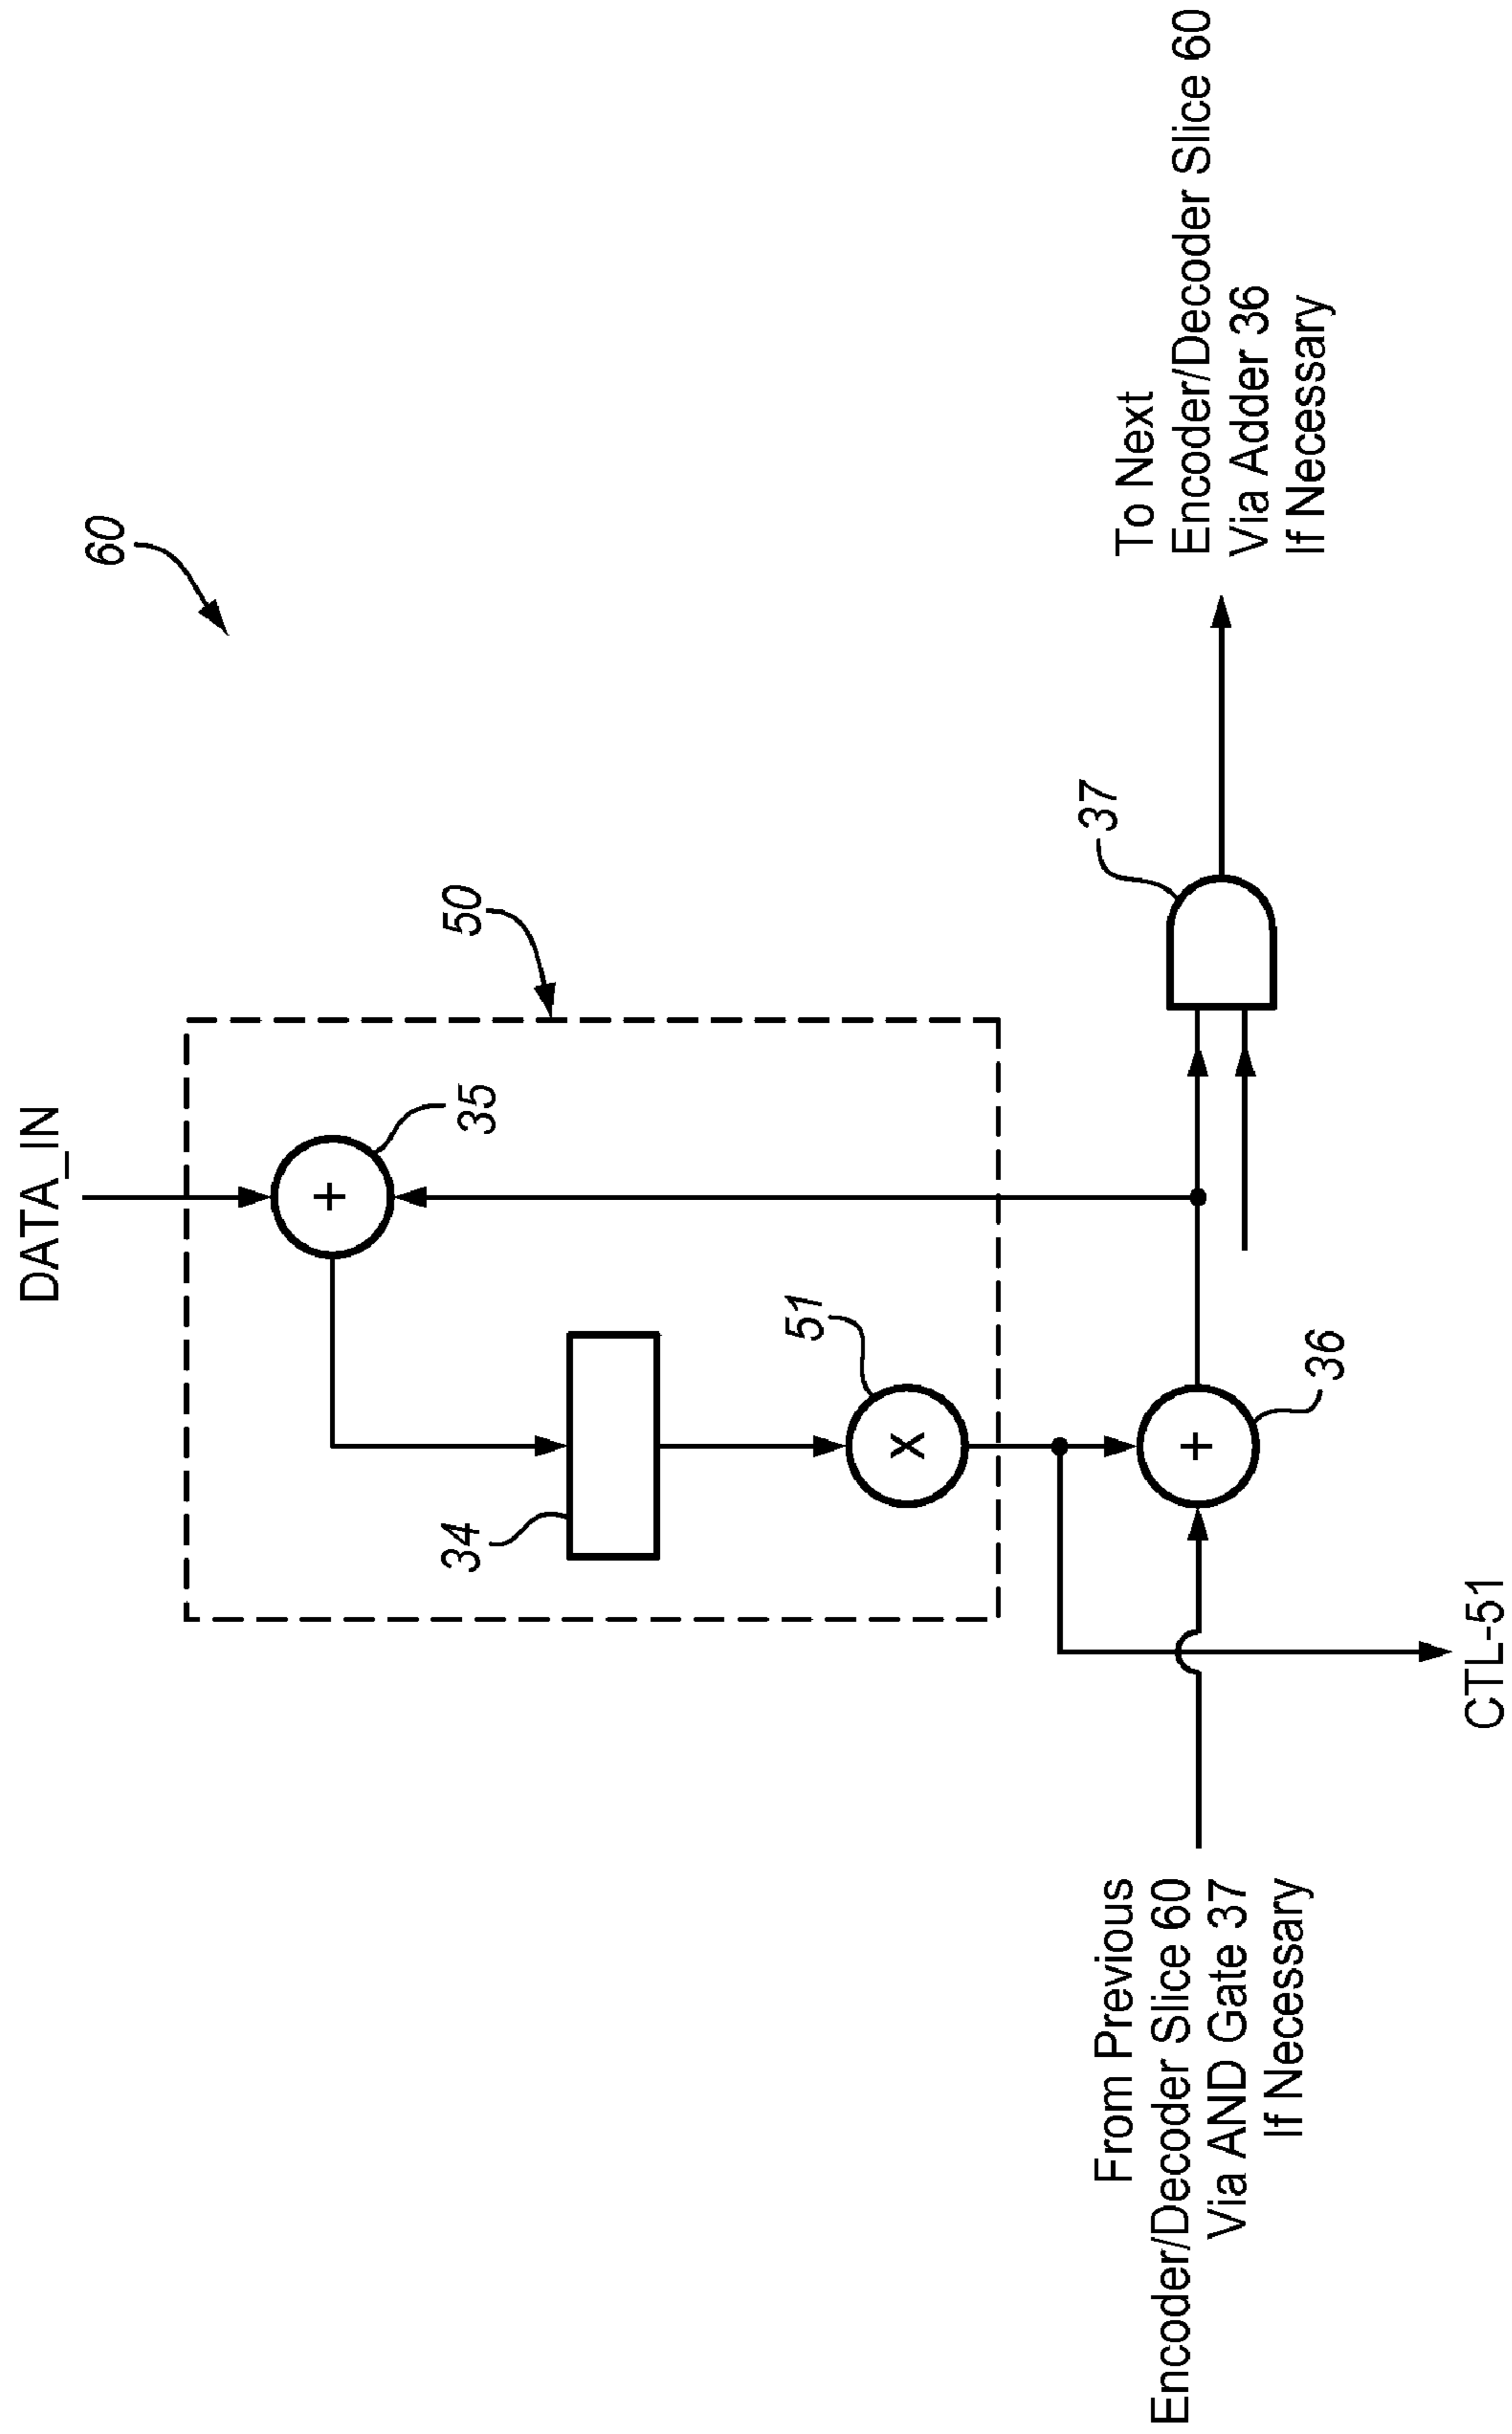 60
DATA_IN
50
35
34
51
36
37
To Next
Encoder/Decoder Slice 60
Via Adder 36
If Necessary
From Previous
Encoder/Decoder Slice 60
Via AND Gate 37
If Necessary
CTL-51
+
x
+